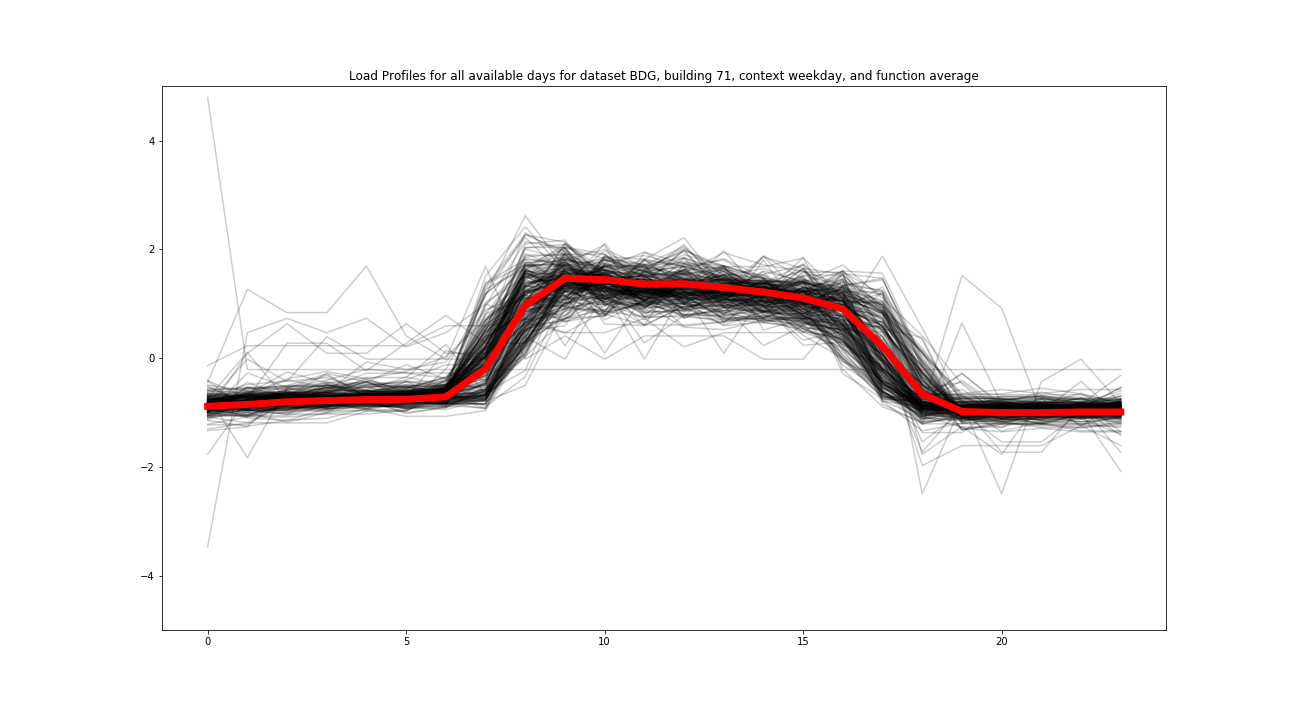 Load Profiles for all available days for dataset BDG, building 71, context weekday, and function average
4
2
0
−2
−4
0 5 10 15 20